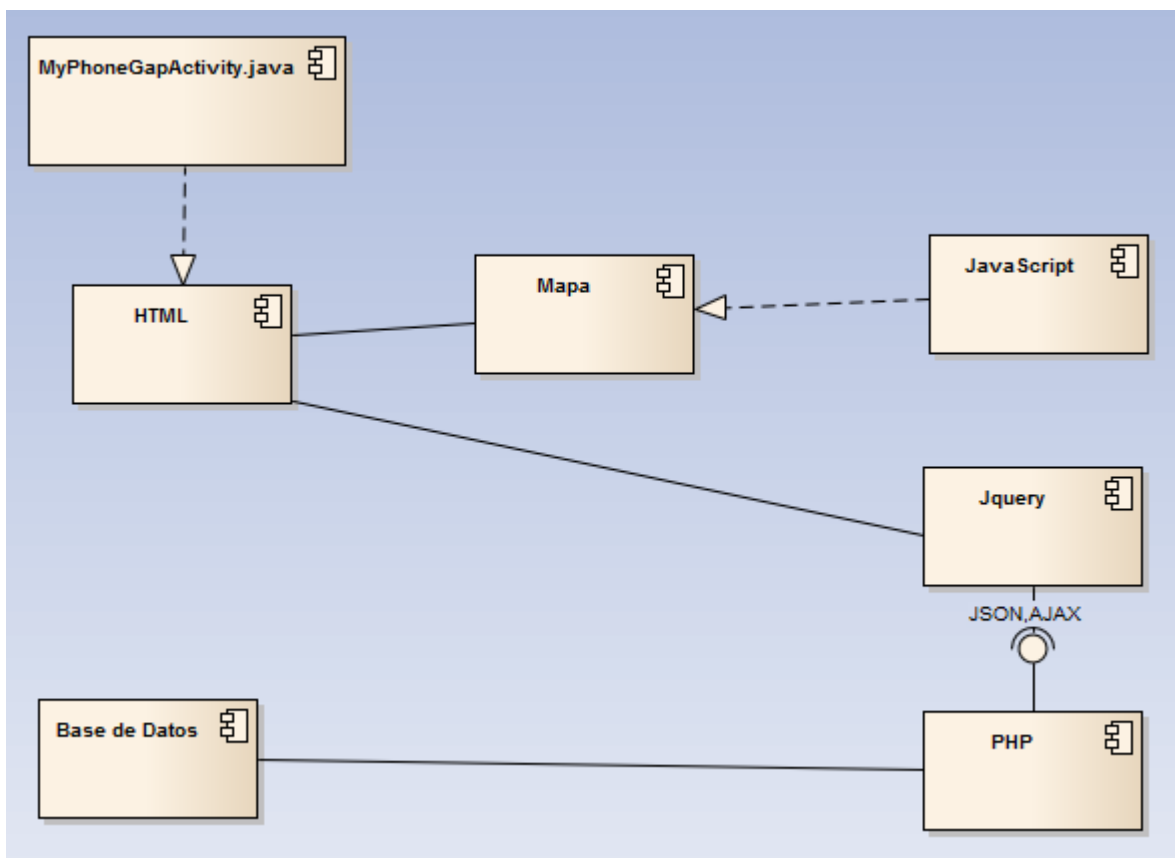 MyPhoneGapActivity.java
JavaScript
Mapa
HTML
Jquery
JSON,AJAX
Base de Datos
PHP